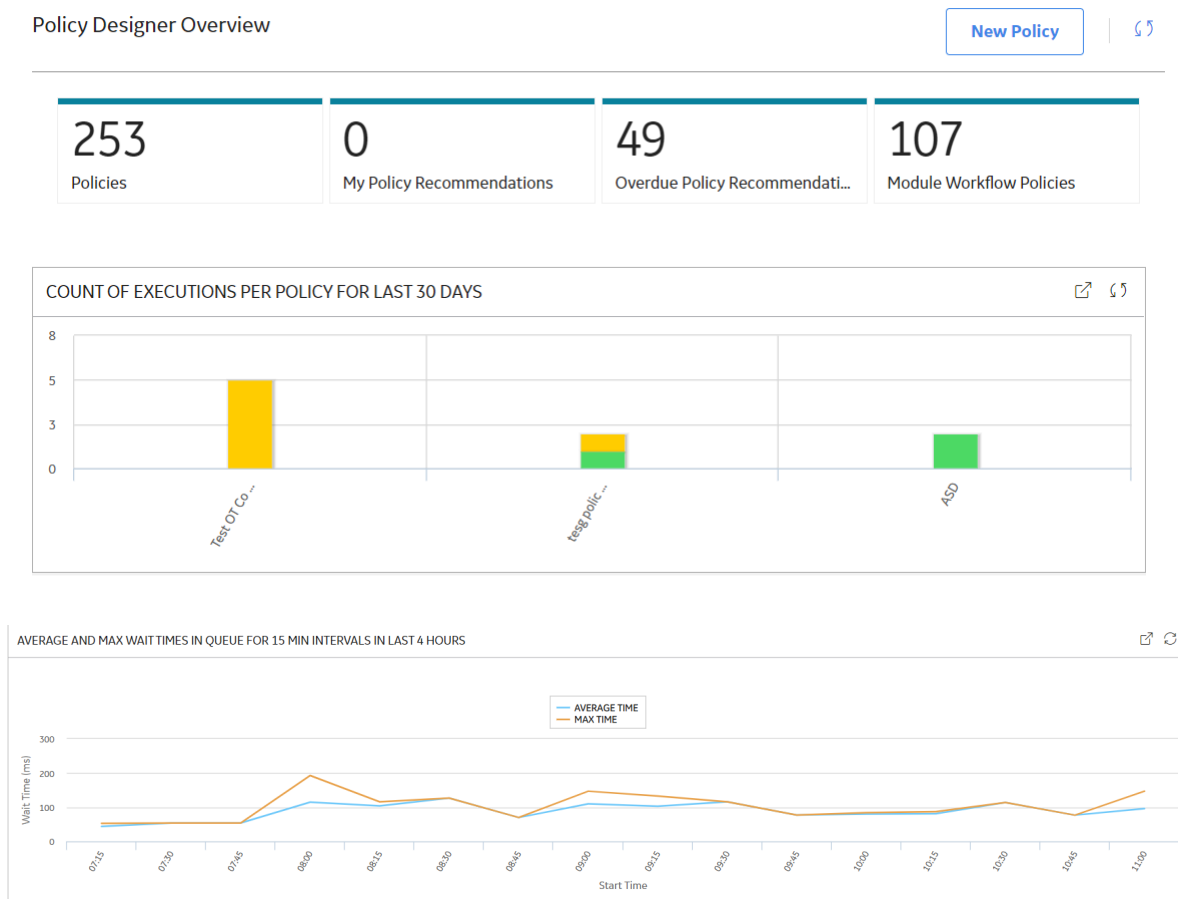 Policy Designer Overview
New Policy
253
Policies
0
My Policy Recommendations
49
Overdue Policy Recommendati...
107
Module Workflow Policies
COUNT OF EXECUTIONS PER POLICY FOR LAST 30 DAYS
8
5
3
0
Test OT Co ...
tesg polic ...
ASD
AVERAGE AND MAX WAIT TIMES IN QUEUE FOR 15 MIN INTERVALS IN LAST 4 HOURS
AVERAGE TIME
MAX TIME
Wait Time (ms)
300
200
100
0
07:15
07:30
07:45
08:00
08:15
08:30
08:45
09:00
09:15
09:30
09:45
10:00
10:15
10:30
10:45
11:00
Start Time